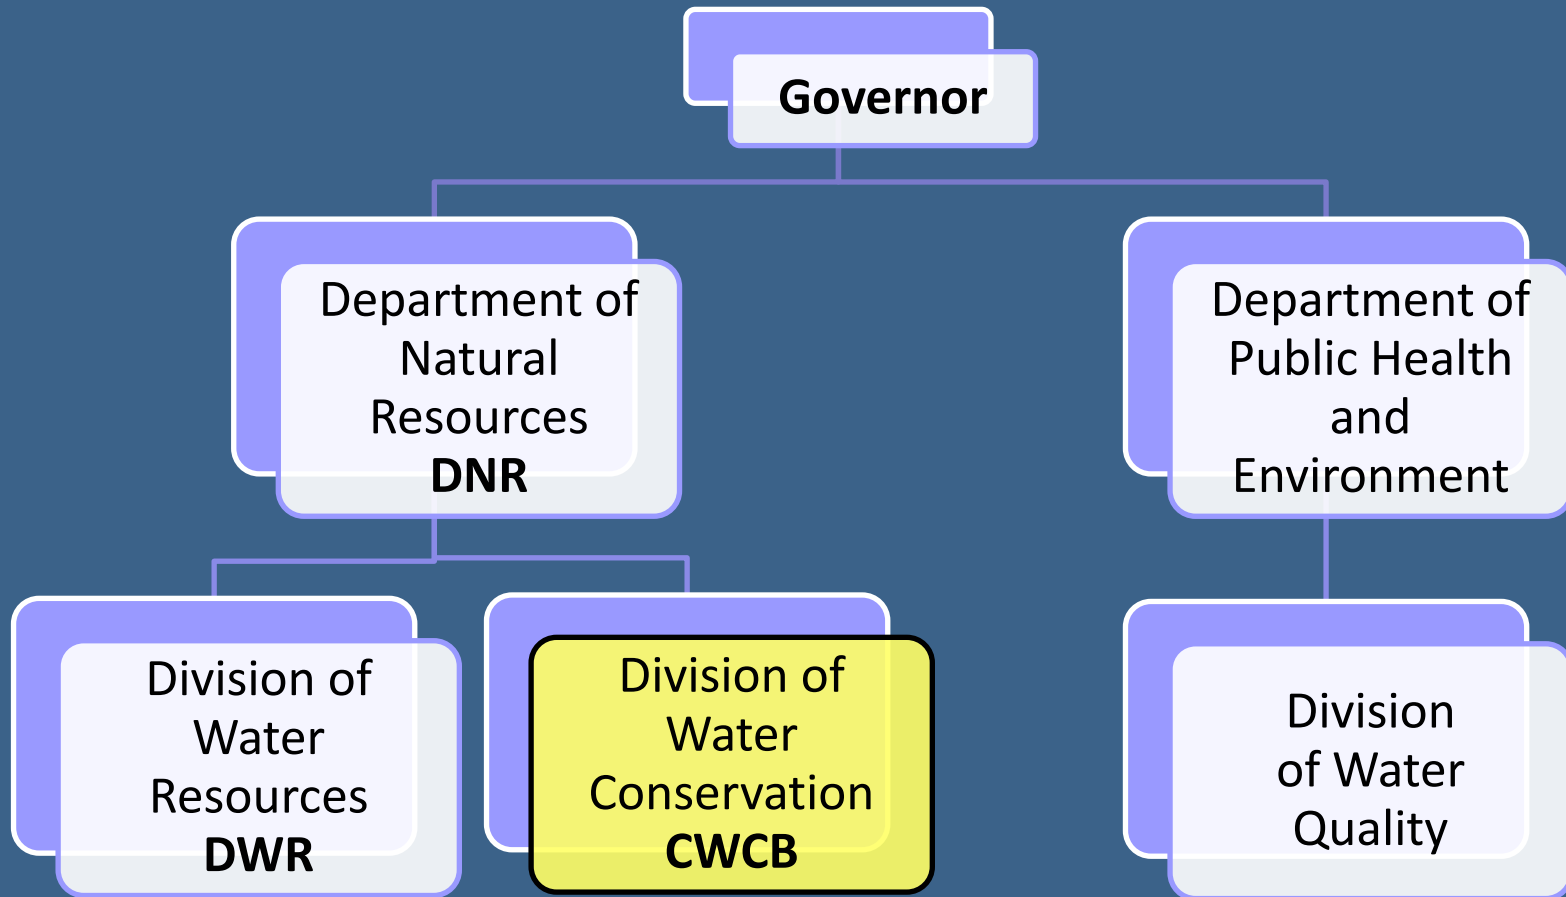 Governor
Department of
Natural
Resources
DNR
Department of
Public Health
and
Environment
Division of
Water
Resources
DWR
Division of
Water
Conservation
CWCB
Division
of Water
Quality